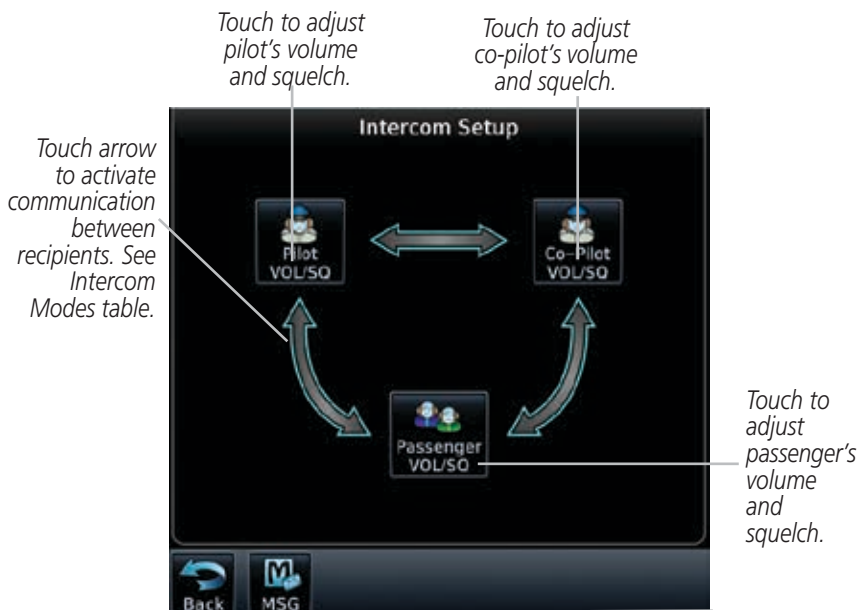 Touch to adjust
pilot's volume
and squelch.
Touch to adjust
co-pilot's volume
and squelch.
Intercom Setup
Touch arrow
to activate
communication
between
recipients. See
Intercom
Modes table.
Pilot
VOL/SQ
Co-Pilot
VOL/SQ
Passenger
VOL/SQ
Touch to
adjust
passenger's
volume
and
squelch.
Back
MSG